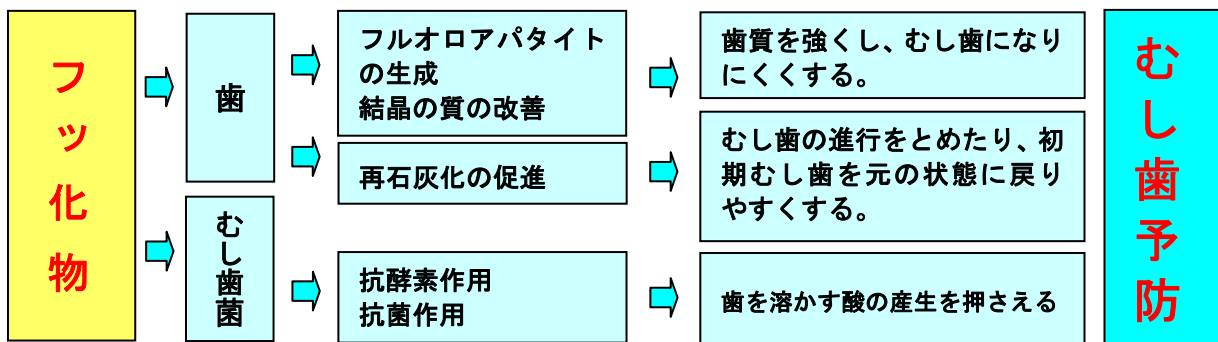 フッ化物
歯
フルオロアパタイト
の生成
結晶の質の改善
歯質を強くし、むし歯になり
にくくする。
再石灰化の促進
むし歯の進行をとめたり、初
期むし歯を元の状態に戻り
やすくする。
むし歯菌
抗酵素作用
抗菌作用
歯を溶かす酸の産生を押さえる
むし歯予防